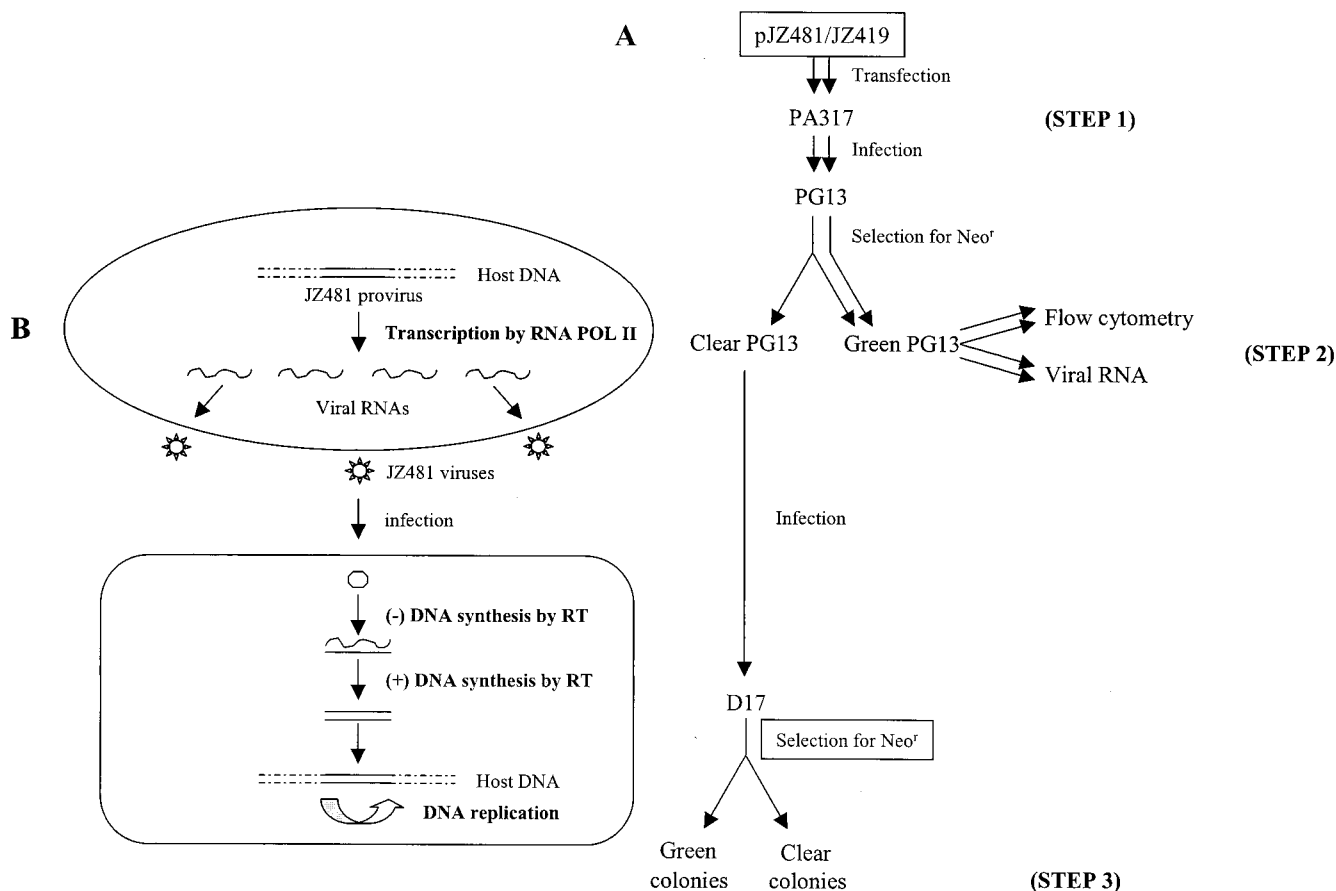 A
pJZ481/JZ419
Transfection
PA317
(STEP 1)
Infection
PG13
Selection for Neoʳ
Clear PG13
Green PG13
Flow cytometry
Viral RNA
(STEP 2)
Infection
D17
Selection for Neoʳ
Green
colonies
Clear
colonies
(STEP 3)
B
Host DNA
JZ481 provirus
Transcription by RNA POL II
Viral RNAs
JZ481 viruses
infection
(-) DNA synthesis by RT
(+) DNA synthesis by RT
Host DNA
DNA replication